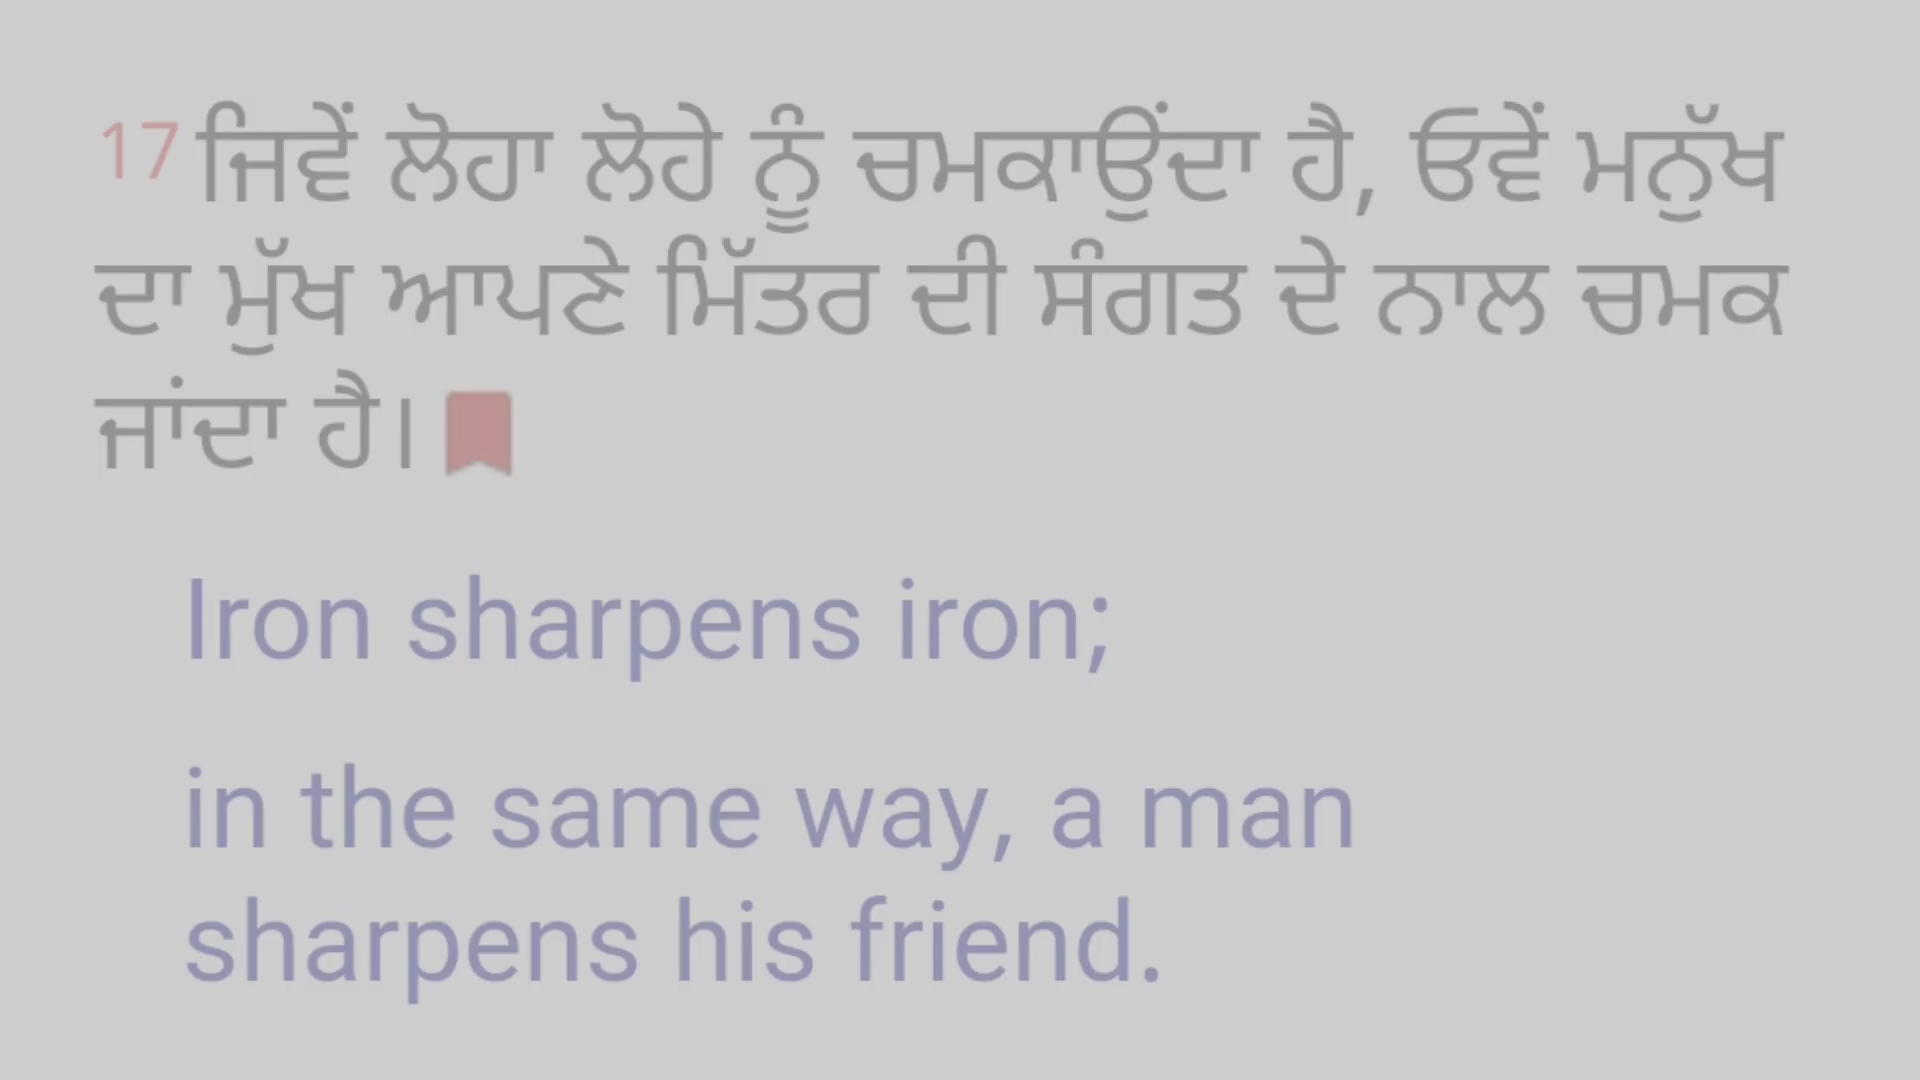 17 ਜਿਵੇਂ ਲੋਹਾ ਲੋਹੇ ਨੂੰ ਚਮਕਾਉਂਦਾ ਹੈ, ਓਵੇਂ ਮਨੁੱਖ
ਦਾ ਮੁੱਖ ਆਪਣੇ ਮਿੱਤਰ ਦੀ ਸੰਗਤ ਦੇ ਨਾਲ ਚਮਕ
ਜਾਂਦਾ ਹੈ।
Iron sharpens iron;
in the same way, a man
sharpens his friend.